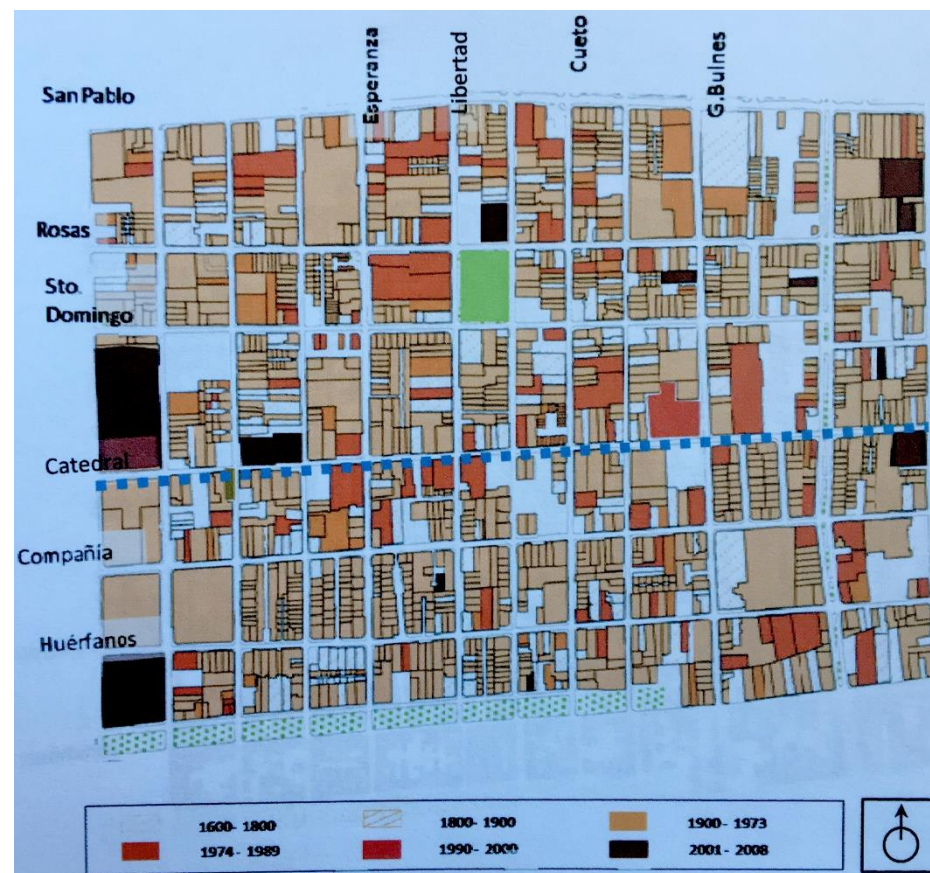 Esperanza
Libertad
Cueto
G.Bulnes
San Pablo
Rosas
Sto.
Domingo
Catedral
Compañía
Huérfanos
1600- 1800
1800- 1900
1900- 1973
1974 - 1989
1990- 2000
2001 - 2008